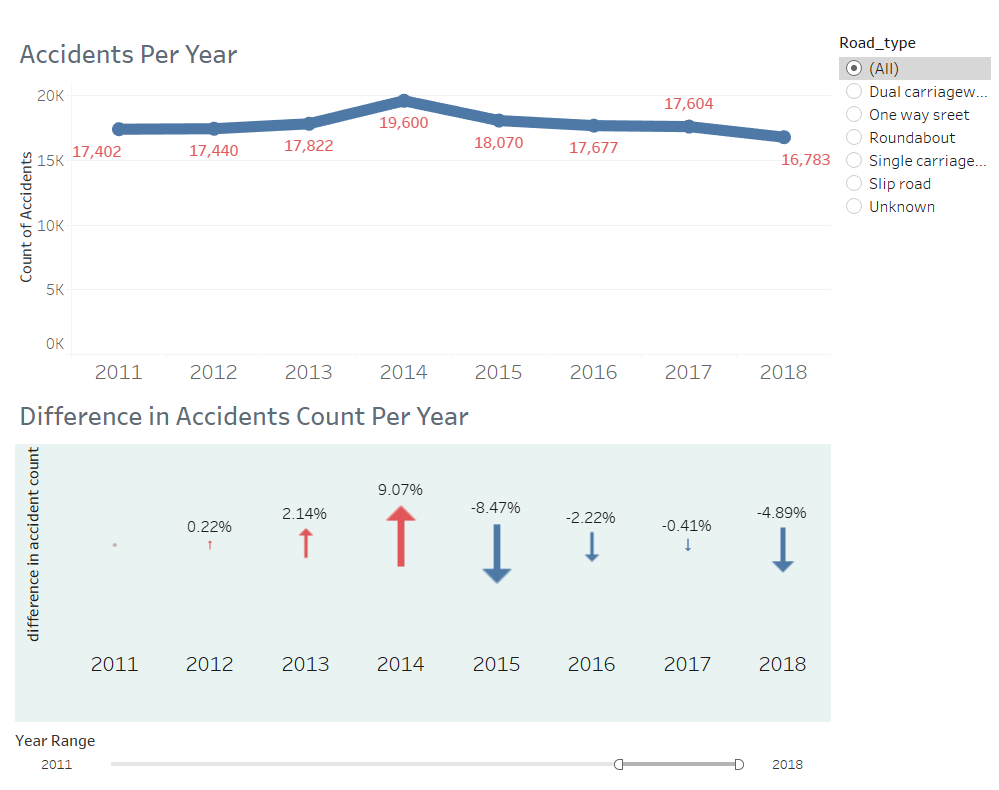 Accidents Per Year
Road_type
(All)
Dual carriagew...
One way sreet
Roundabout
Single carriage...
Slip road
Unknown
Count of Accidents
20K
15K
10K
5K
0K
17,402
17,440
17,822
19,600
18,070
17,677
17,604
16,783
2011 2012 2013 2014 2015 2016 2017 2018
Difference in Accidents Count Per Year
difference in accident count
0.22%
2.14%
9.07%
-8.47%
-2.22%
-0.41%
-4.89%
2011 2012 2013 2014 2015 2016 2017 2018
Year Range
2011 2018